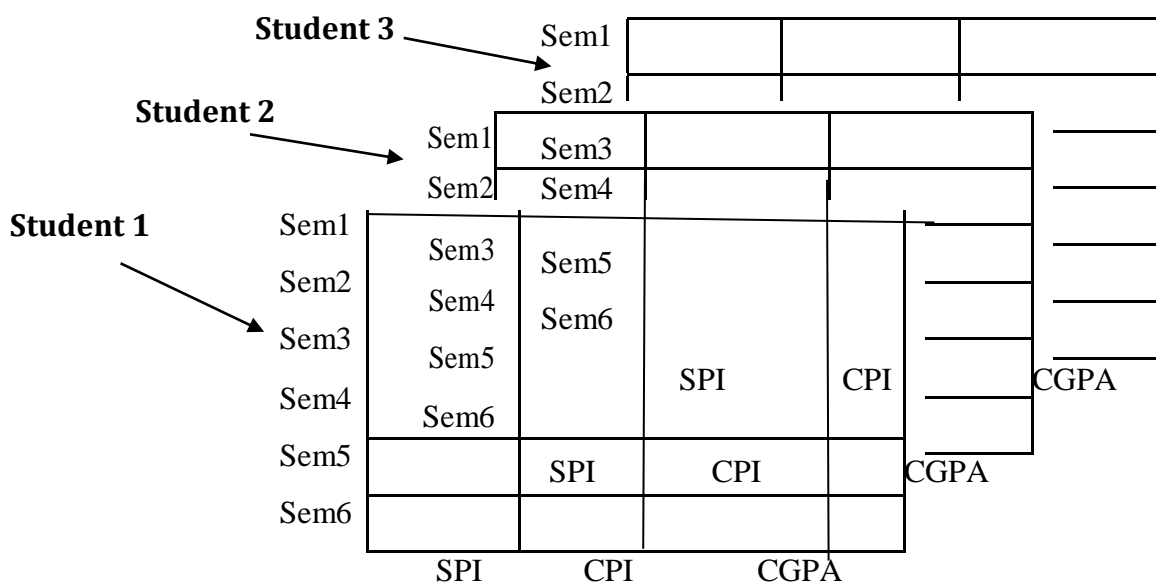 Student 3
Sem1
Sem2
Student 2
Sem1
Sem3
Sem2
Sem4
Student 1
Sem1
Sem3
Sem5
Sem2
Sem4
Sem6
Sem3
Sem5
SPI
CPI
CGPA
Sem4
Sem6
Sem5
SPI
CPI
CGPA
Sem6
SPI
CPI
CGPA